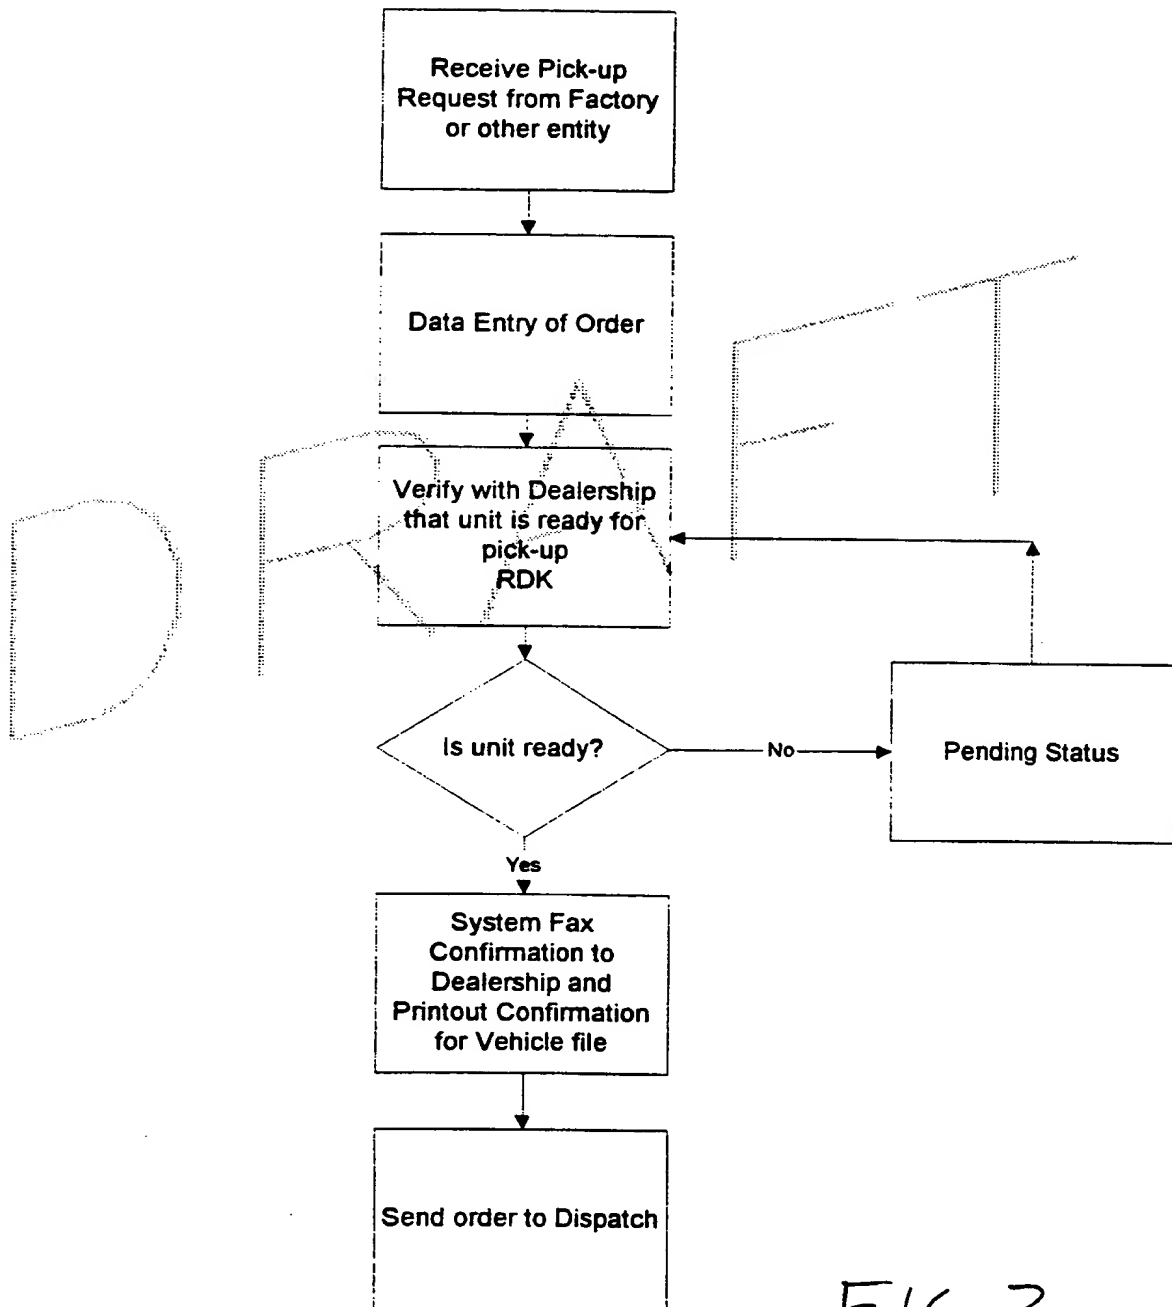 Receive Pick-up
Request from Factory
or other entity
Data Entry of Order
DRAFT
Verify with Dealership
that unit is ready for
pick-up
RDK
Is unit ready?
No
Pending Status
Yes
System Fax
Confirmation to
Dealership and
Printout Confirmation
for Vehicle file
Send order to Dispatch